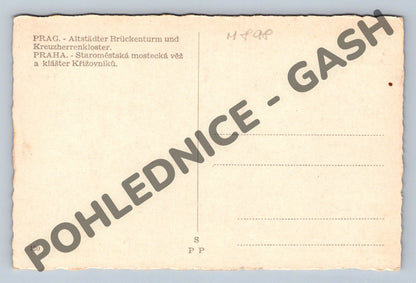 PRAG. - Altstädter Brückenturm und
Kreuzherrenkloster.
PRAHA. - Staroměstská mostecká věž
a klášter Křižovníků.
POHLEDNICE - GASH
S
P P